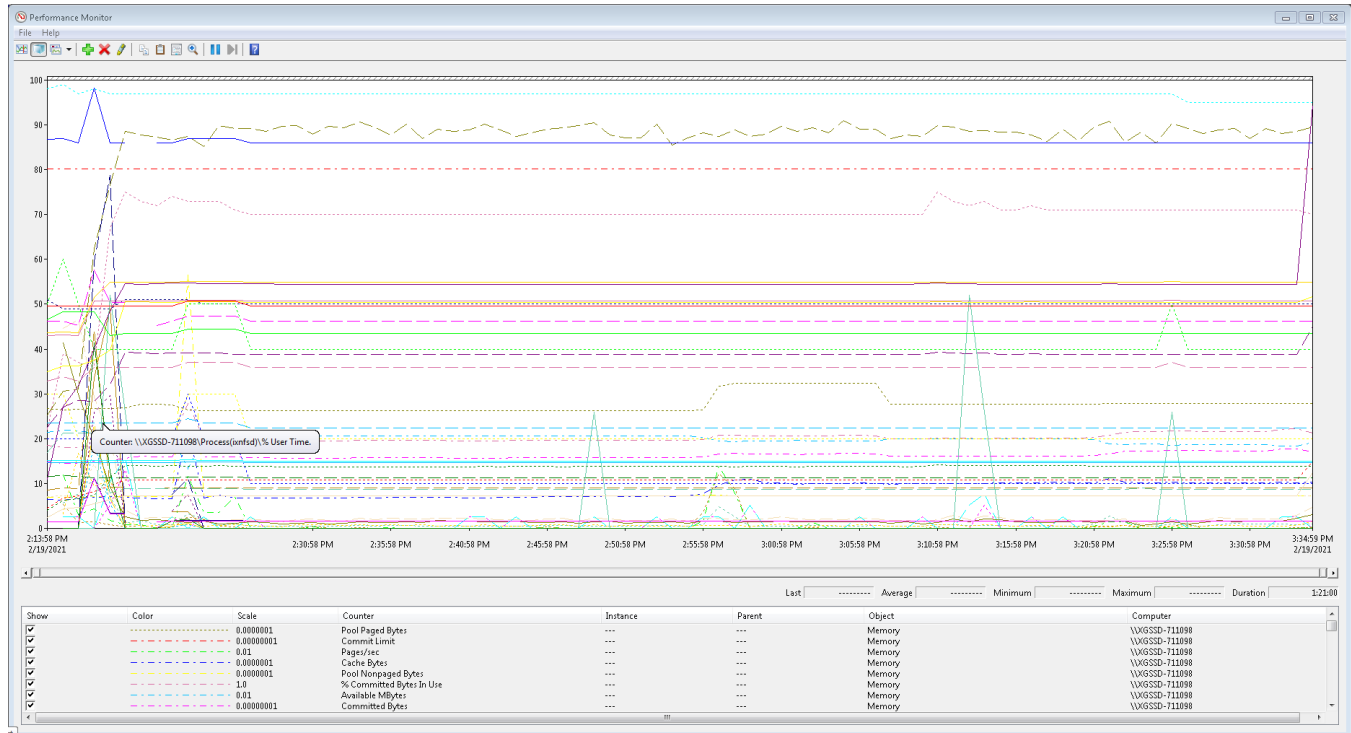 Performance Monitor
File Help
100
90
80
70
60
50
40
30
20
10
0
Counter: \\XGSSD-711098\Process(ixnfsd)\% User Time.
2:13:58 PM 2:30:58 PM 2:35:58 PM 2:40:58 PM 2:45:58 PM 2:50:58 PM 2:55:58 PM 3:00:58 PM 3:05:58 PM 3:10:58 PM 3:15:58 PM 3:20:58 PM 3:25:58 PM 3:30:58 PM 3:34:59 PM
2/19/2021 2/19/2021
Last --------- Average --------- Minimum --------- Maximum --------- Duration 1:21:00
Show Color Scale Counter Instance Parent Object Computer
0.0000001 Pool Paged Bytes --- --- Memory \\XGSSD-711098
0.00000001 Commit Limit --- --- Memory \\XGSSD-711098
0.01 Pages/sec --- --- Memory \\XGSSD-711098
0.0000001 Cache Bytes --- --- Memory \\XGSSD-711098
0.0000001 Pool Nonpaged Bytes --- --- Memory \\XGSSD-711098
1.0 % Committed Bytes In Use --- --- Memory \\XGSSD-711098
0.01 Available MBytes --- --- Memory \\XGSSD-711098
0.00000001 Committed Bytes --- --- Memory \\XGSSD-711098